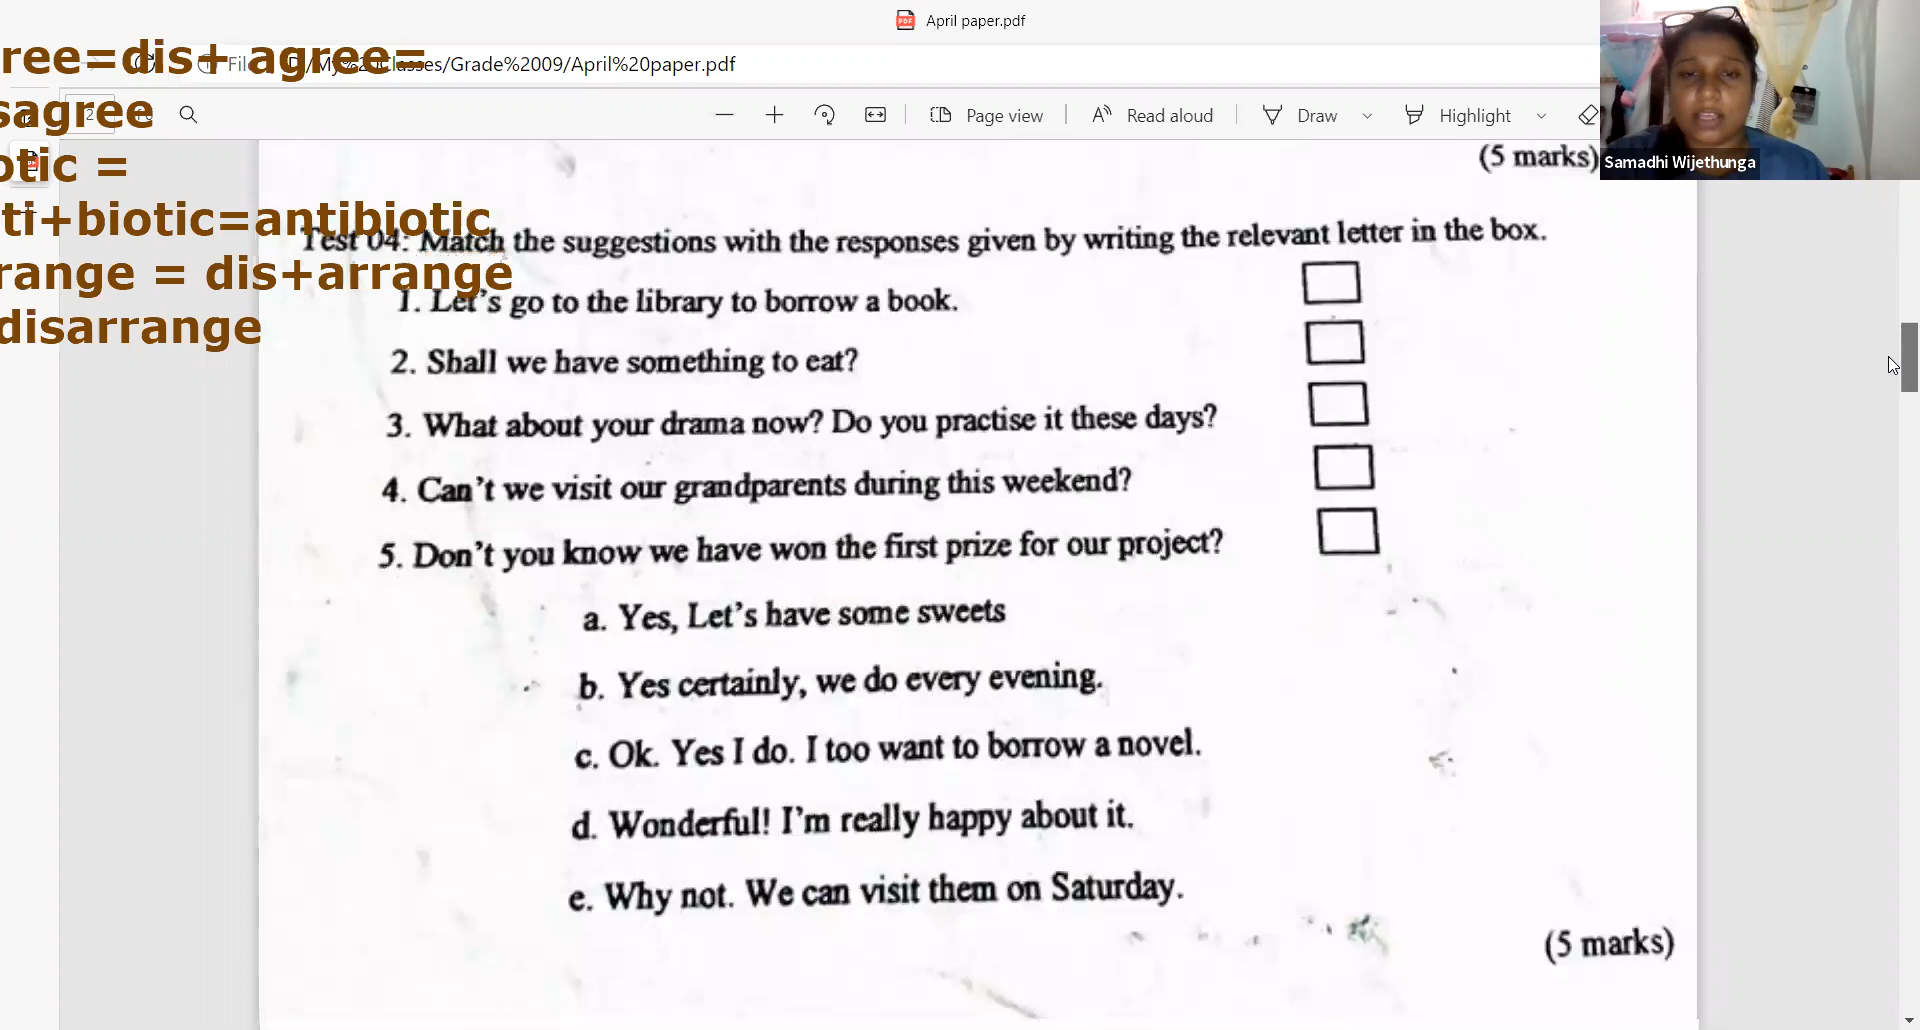 April paper.pdf
ree=dis+ agree=
File D:/My%20Classes/Grade%2009/April%20paper.pdf
sagree
2
Page view
Read aloud
Draw
Highlight
Samadhi Wijethunga
(5 marks)
otic =
ti+biotic=antibiotic
Test 04: Match the suggestions with the responses given by writing the relevant letter in the box.
range = dis+arrange
1. Let's go to the library to borrow a book.
disarrange
2. Shall we have something to eat?
3. What about your drama now? Do you practise it these days?
4. Can't we visit our grandparents during this weekend?
5. Don't you know we have won the first prize for our project?
a. Yes, Let's have some sweets
b. Yes certainly, we do every evening.
c. Ok. Yes I do. I too want to borrow a novel.
d. Wonderful! I'm really happy about it.
e. Why not. We can visit them on Saturday.
(5 marks)